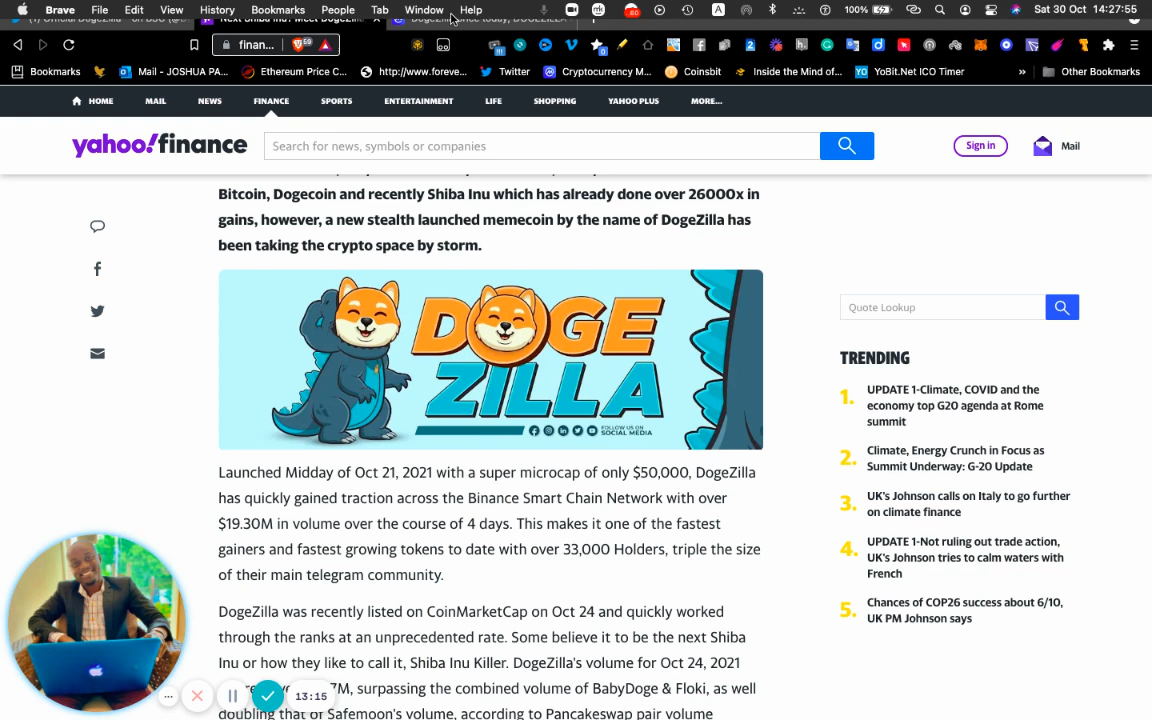 Brave File Edit View History Bookmarks People Tab Window Help
100% Sat 30 Oct 14:27:55
finan...
Bookmarks Mail - JOSHUA PA... Ethereum Price C... http://www.foreve... Twitter Cryptocurrency M... Coinsbit Inside the Mind of... YoBit.Net ICO Timer » Other Bookmarks
HOME MAIL NEWS FINANCE SPORTS ENTERTAINMENT LIFE SHOPPING YAHOO PLUS MORE...
yahoo!finance
Search for news, symbols or companies
Sign in
Mail
Bitcoin, Dogecoin and recently Shiba Inu which has already done over 26000x in
gains, however, a new stealth launched memecoin by the name of DogeZilla has
been taking the crypto space by storm.
DOGE
ZILLA
FOLLOW US ON
SOCIAL MEDIA
Launched Midday of Oct 21, 2021 with a super microcap of only $50,000, DogeZilla
has quickly gained traction across the Binance Smart Chain Network with over
$19.30M in volume over the course of 4 days. This makes it one of the fastest
gainers and fastest growing tokens to date with over 33,000 Holders, triple the size
of their main telegram community.
DogeZilla was recently listed on CoinMarketCap on Oct 24 and quickly worked
through the ranks at an unprecedented rate. Some believe it to be the next Shiba
Inu or how they like to call it, Shiba Inu Killer. DogeZilla's volume for Oct 24, 2021
7M, surpassing the combined volume of BabyDoge & Floki, as well
doubling that of Safemoon's volume, according to Pancakeswap pair volume
Quote Lookup
TRENDING
1. UPDATE 1-Climate, COVID and the
economy top G20 agenda at Rome
summit
2. Climate, Energy Crunch in Focus as
Summit Underway: G-20 Update
3. UK's Johnson calls on Italy to go further
on climate finance
4. UPDATE 1-Not ruling out trade action,
UK's Johnson tries to calm waters with
French
5. Chances of COP26 success about 6/10,
UK PM Johnson says
13:15